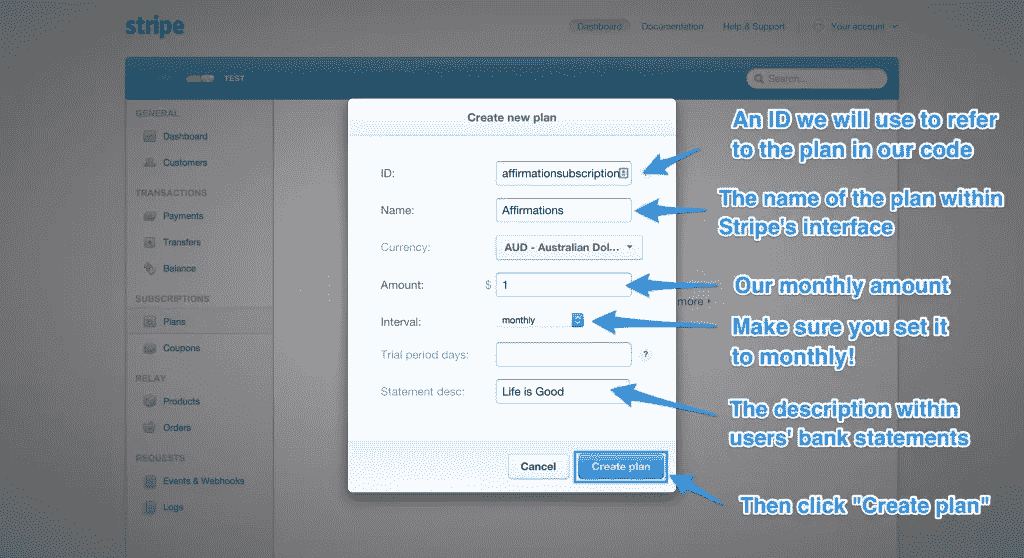 stripe
Dashboard Documentation Help & Support Your account
TEST Search...
GENERAL
Dashboard
Customers
TRANSACTIONS
Payments
Transfers
Balance
SUBSCRIPTIONS
Plans
Coupons
RELAY
Products
Orders
REQUESTS
Events & Webhooks
Logs
Create new plan
ID: affirmationsubscription
Name: Affirmations
Currency: AUD - Australian Dol...
Amount: $ 1
Interval: monthly
Trial period days: ?
Statement desc: Life is Good
Cancel Create plan
more
An ID we will use to refer
to the plan in our code
The name of the plan within
Stripe's interface
Our monthly amount
Make sure you set it
to monthly!
The description within
users' bank statements
Then click "Create plan"